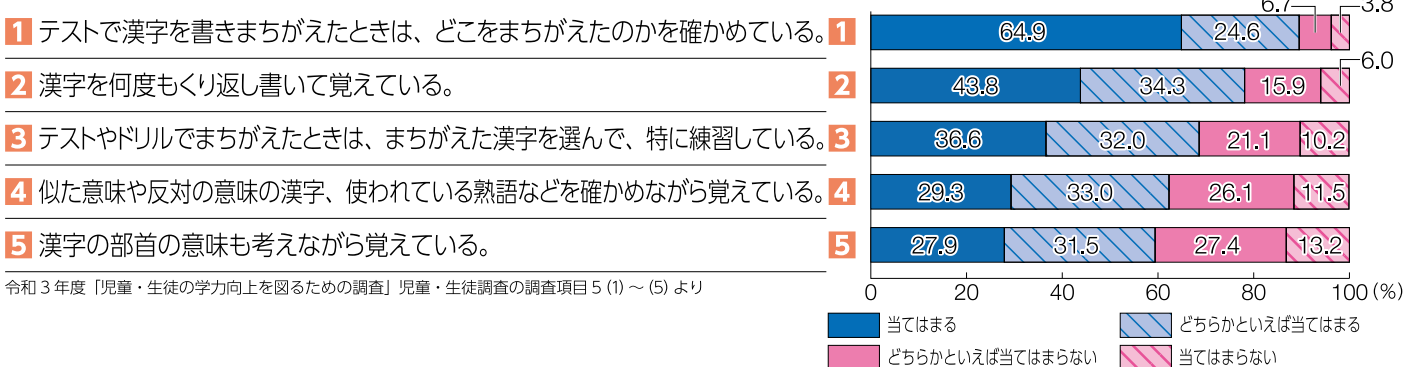 6.7 3.8
1 テストで漢字を書きまちがえたときは、どこをまちがえたのかを確かめている。 1 64.9 24.6
6.0
2 漢字を何度もくり返し書いて覚えている。 2 43.8 34.3 15.9
3 テストやドリルでまちがえたときは、まちがえた漢字を選んで、特に練習している。 3 36.6 32.0 21.1 10.2
4 似た意味や反対の意味の漢字、使われている熟語などを確かめながら覚えている。 4 29.3 33.0 26.1 11.5
5 漢字の部首の意味も考えながら覚えている。 5 27.9 31.5 27.4 13.2
令和3年度「児童・生徒の学力向上を図るための調査」児童・生徒調査の調査項目5(1)~(5)より
0 20 40 60 80 100(%)
当てはまる どちらかといえば当てはまる
どちらかといえば当てはまらない 当てはまらない